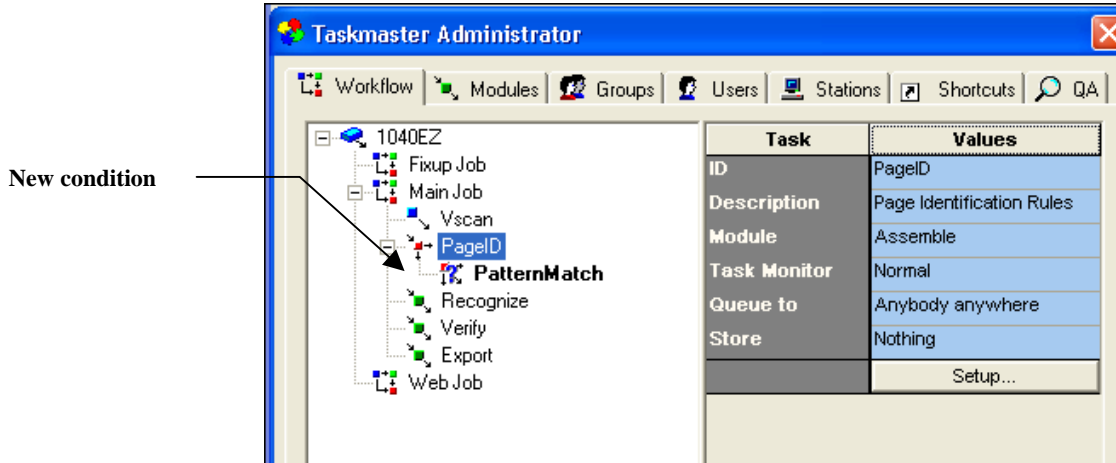 Taskmaster Administrator
Workflow Modules Groups Users Stations Shortcuts QA
1040EZ
Fixup Job
Main Job
Vscan
PageID
PatternMatch
Recognize
Verify
Export
Web Job
New condition
Task Values
ID PageID
Description Page Identification Rules
Module Assemble
Task Monitor Normal
Queue to Anybody anywhere
Store Nothing
Setup...